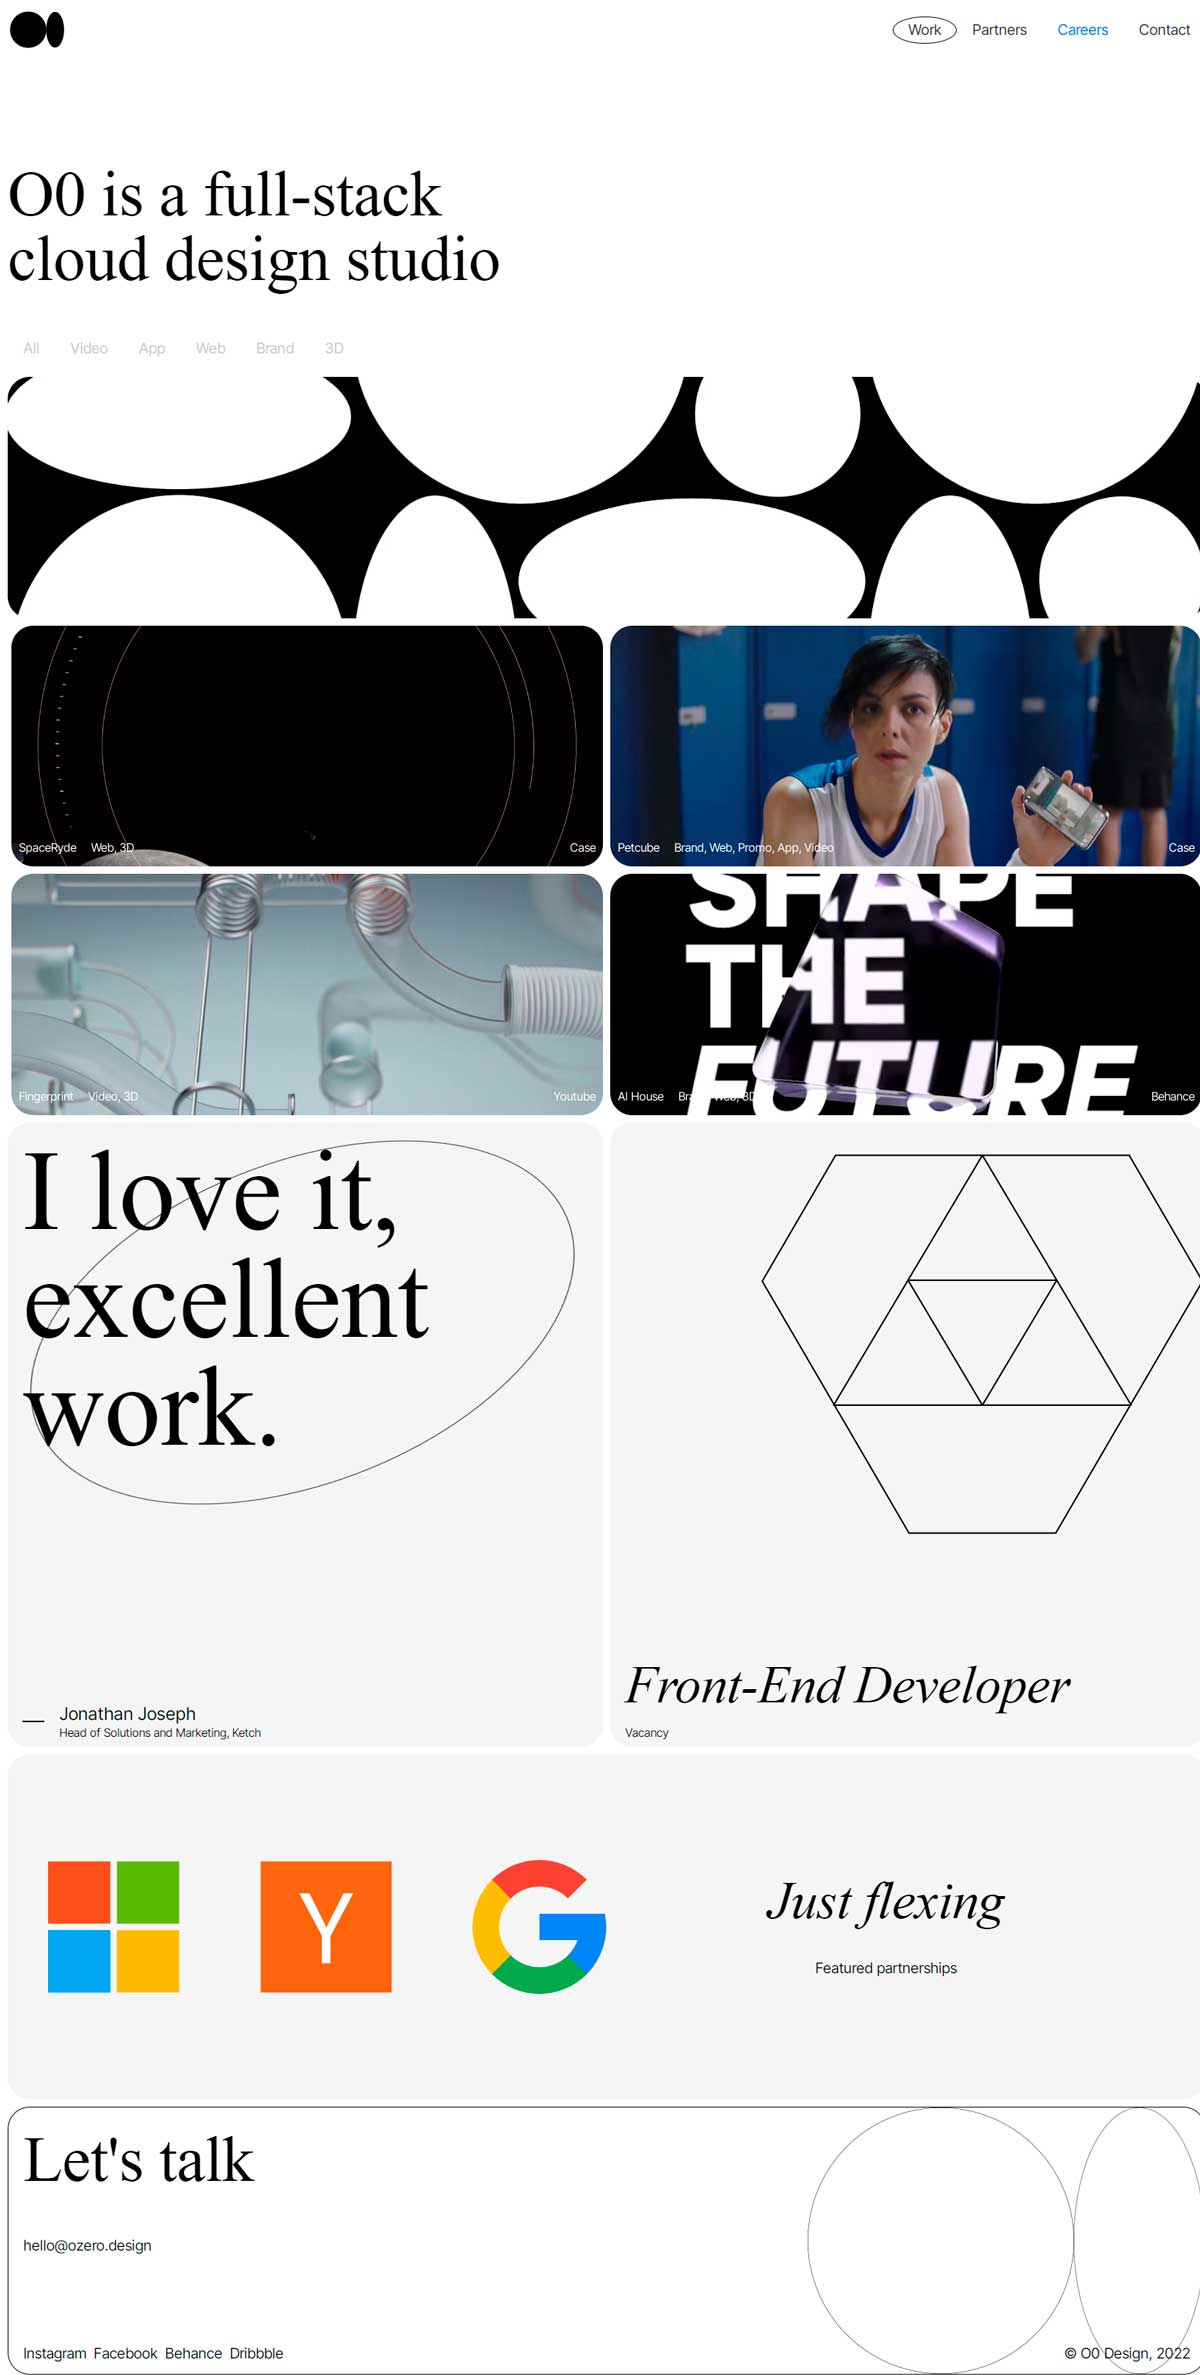 Work Partners Careers Contact
O0 is a full-stack
cloud design studio
All Video App Web Brand 3D
SpaceRyde Web, 3D Case
Petcube Brand, Web, Promo, App, Video Case
Fingerprint Video, 3D Youtube
SHAPE
THE
FUTURE
AI House Brand, Web, 3D Behance
I love it,
excellent
work.
Jonathan Joseph
Head of Solutions and Marketing, Ketch
Front-End Developer
Vacancy
Y
G
Just flexing
Featured partnerships
Let's talk
hello@ozero.design
Instagram Facebook Behance Dribbble
© O0 Design, 2022